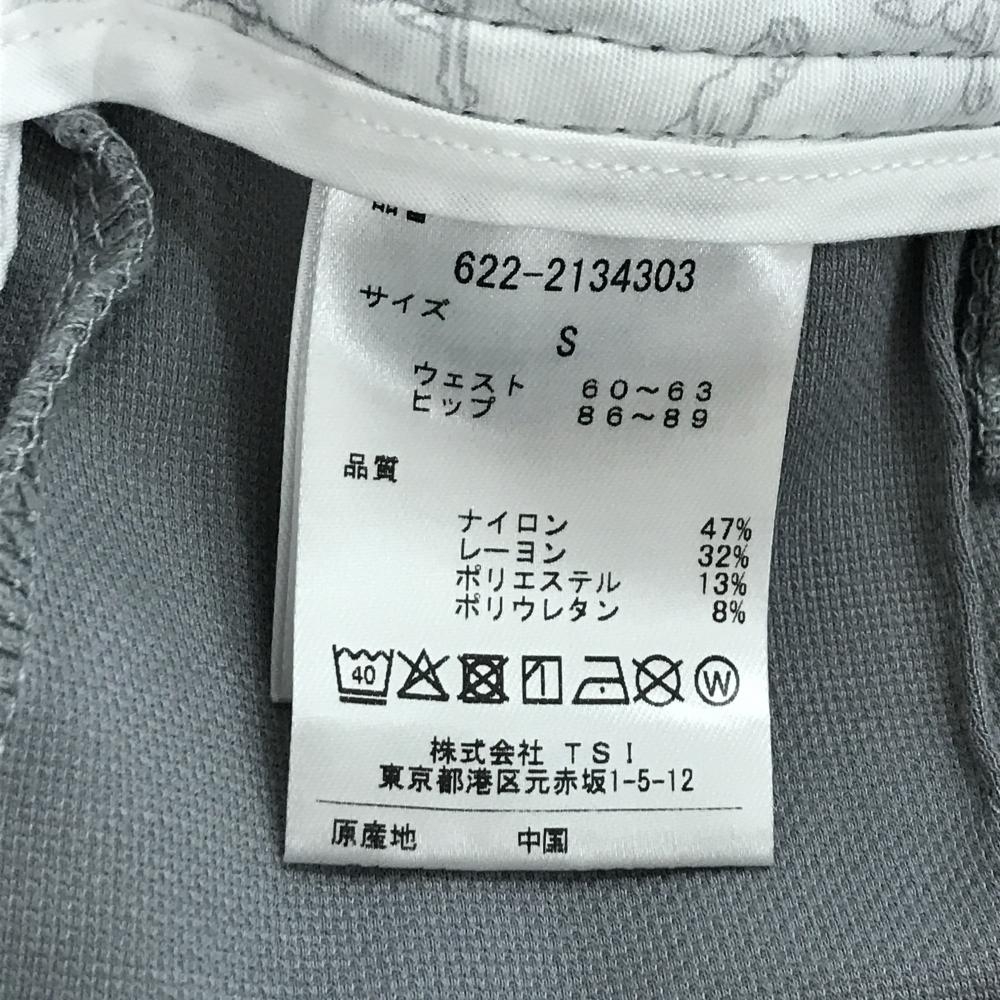 622-2134303
サイズ
S
ウェスト 60～63
ヒップ 86～89
品質
ナイロン 47%
レーヨン 32%
ポリエステル 13%
ポリウレタン 8%
40
W
株式会社 TSI
東京都港区元赤坂1-5-12
原産地 中国